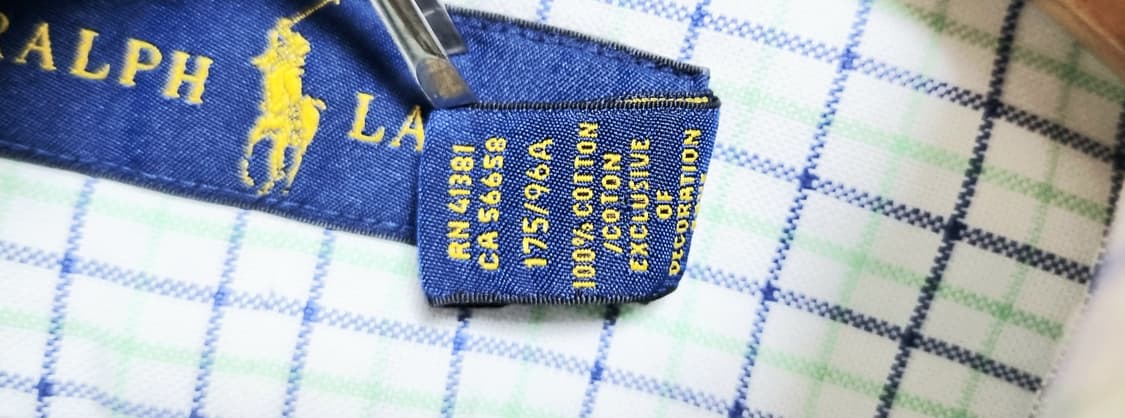 RALPH LA
RN 41381
CA 56658
175/96A
100% COTTON
/COTON
EXCLUSIVE
OF
DECORATION